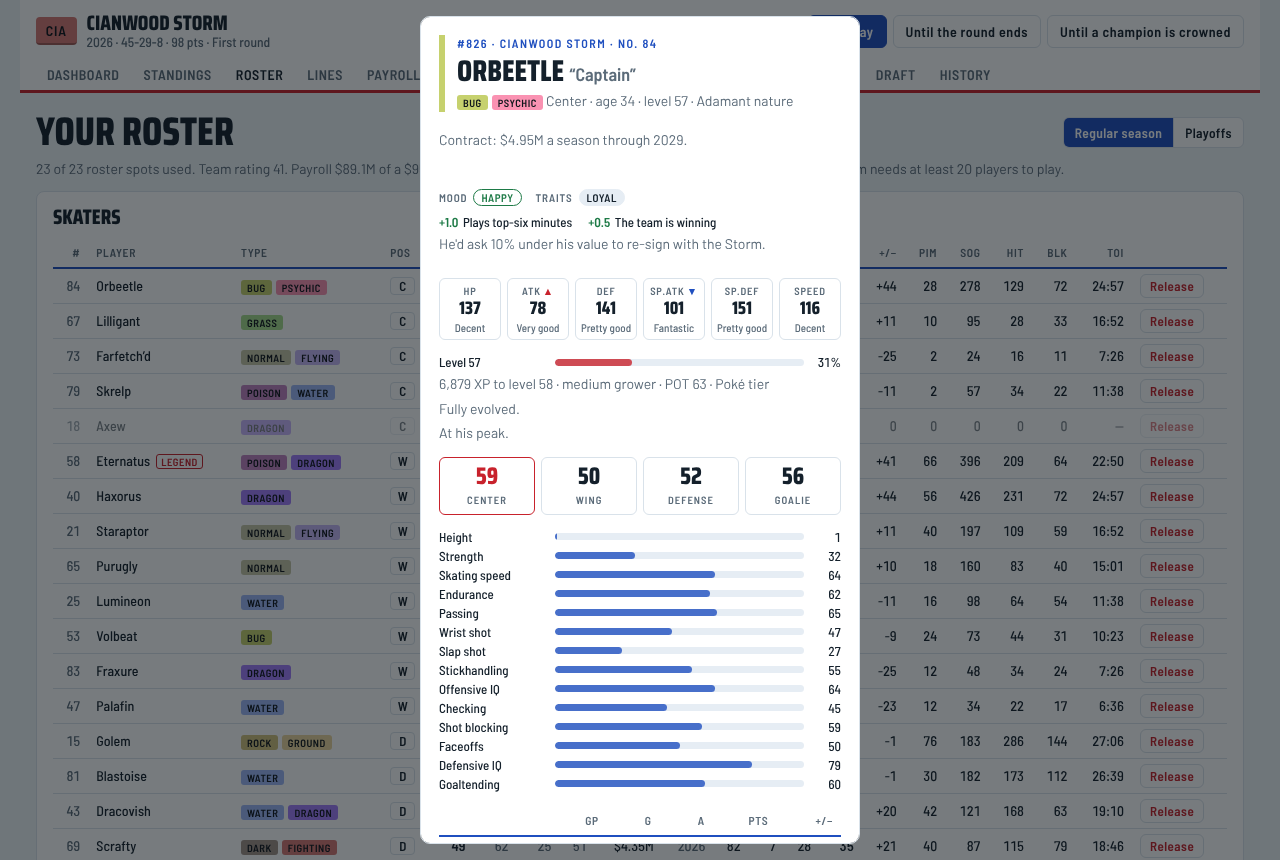 CIA
CIANWOOD STORM
2026 · 45-29-8 · 98 pts · First round
Until the round ends
Until a champion is crowned
DASHBOARD
STANDINGS
ROSTER
LINES
PAYROLL
DRAFT
HISTORY
YOUR ROSTER
Regular season
Playoffs
23 of 23 roster spots used. Team rating 41. Payroll $89.1M of a
needs at least 20 players to play.
SKATERS
# PLAYER TYPE POS +/− PIM SOG HIT BLK TOI
84 Orbeetle BUG PSYCHIC C +44 28 278 129 72 24:57 Release
67 Lilligant GRASS C +11 10 95 28 33 16:52 Release
73 Farfetch’d NORMAL FLYING C -25 2 24 16 11 7:26 Release
79 Skrelp POISON WATER C -11 2 57 34 22 11:38 Release
18 Axew DRAGON C 0 0 0 0 — Release
58 Eternatus LEGEND POISON DRAGON W +41 66 396 209 64 22:50 Release
40 Haxorus DRAGON W +44 56 426 231 72 24:57 Release
21 Staraptor NORMAL FLYING W +11 40 197 109 59 16:52 Release
65 Purugly NORMAL W +10 18 160 83 40 15:01 Release
25 Lumineon WATER W -11 16 98 64 54 11:38 Release
53 Volbeat BUG W -9 24 73 44 31 10:23 Release
83 Fraxure DRAGON W -25 12 48 34 24 7:26 Release
47 Palafin WATER W -23 12 34 22 17 6:36 Release
15 Golem ROCK GROUND D -1 76 183 286 144 27:06 Release
81 Blastoise WATER D -1 30 182 173 112 26:39 Release
43 Dracovish WATER DRAGON D +20 42 121 168 63 19:10 Release
69 Scrafty DARK FIGHTING D 49 62 25 51 $4.35M 2026 82 7 28 35 +21 40 87 115 79 18:46 Release
#826 · CIANWOOD STORM · NO. 84
ORBEETLE “Captain”
BUG PSYCHIC Center · age 34 · level 57 · Adamant nature
Contract: $4.95M a season through 2029.
MOOD HAPPY TRAITS LOYAL
+1.0 Plays top-six minutes +0.5 The team is winning
He'd ask 10% under his value to re-sign with the Storm.
HP ATK ▲ DEF SP.ATK ▼ SP.DEF SPEED
137 78 141 101 151 116
Decent Very good Pretty good Fantastic Pretty good Decent
Level 57 31%
6,879 XP to level 58 · medium grower · POT 63 · Poké tier
Fully evolved.
At his peak.
59 50 52 56
CENTER WING DEFENSE GOALIE
Height 1
Strength 32
Skating speed 64
Endurance 62
Passing 65
Wrist shot 47
Slap shot 27
Stickhandling 55
Offensive IQ 64
Checking 45
Shot blocking 59
Faceoffs 50
Defensive IQ 79
Goaltending 60
GP G A PTS +/−